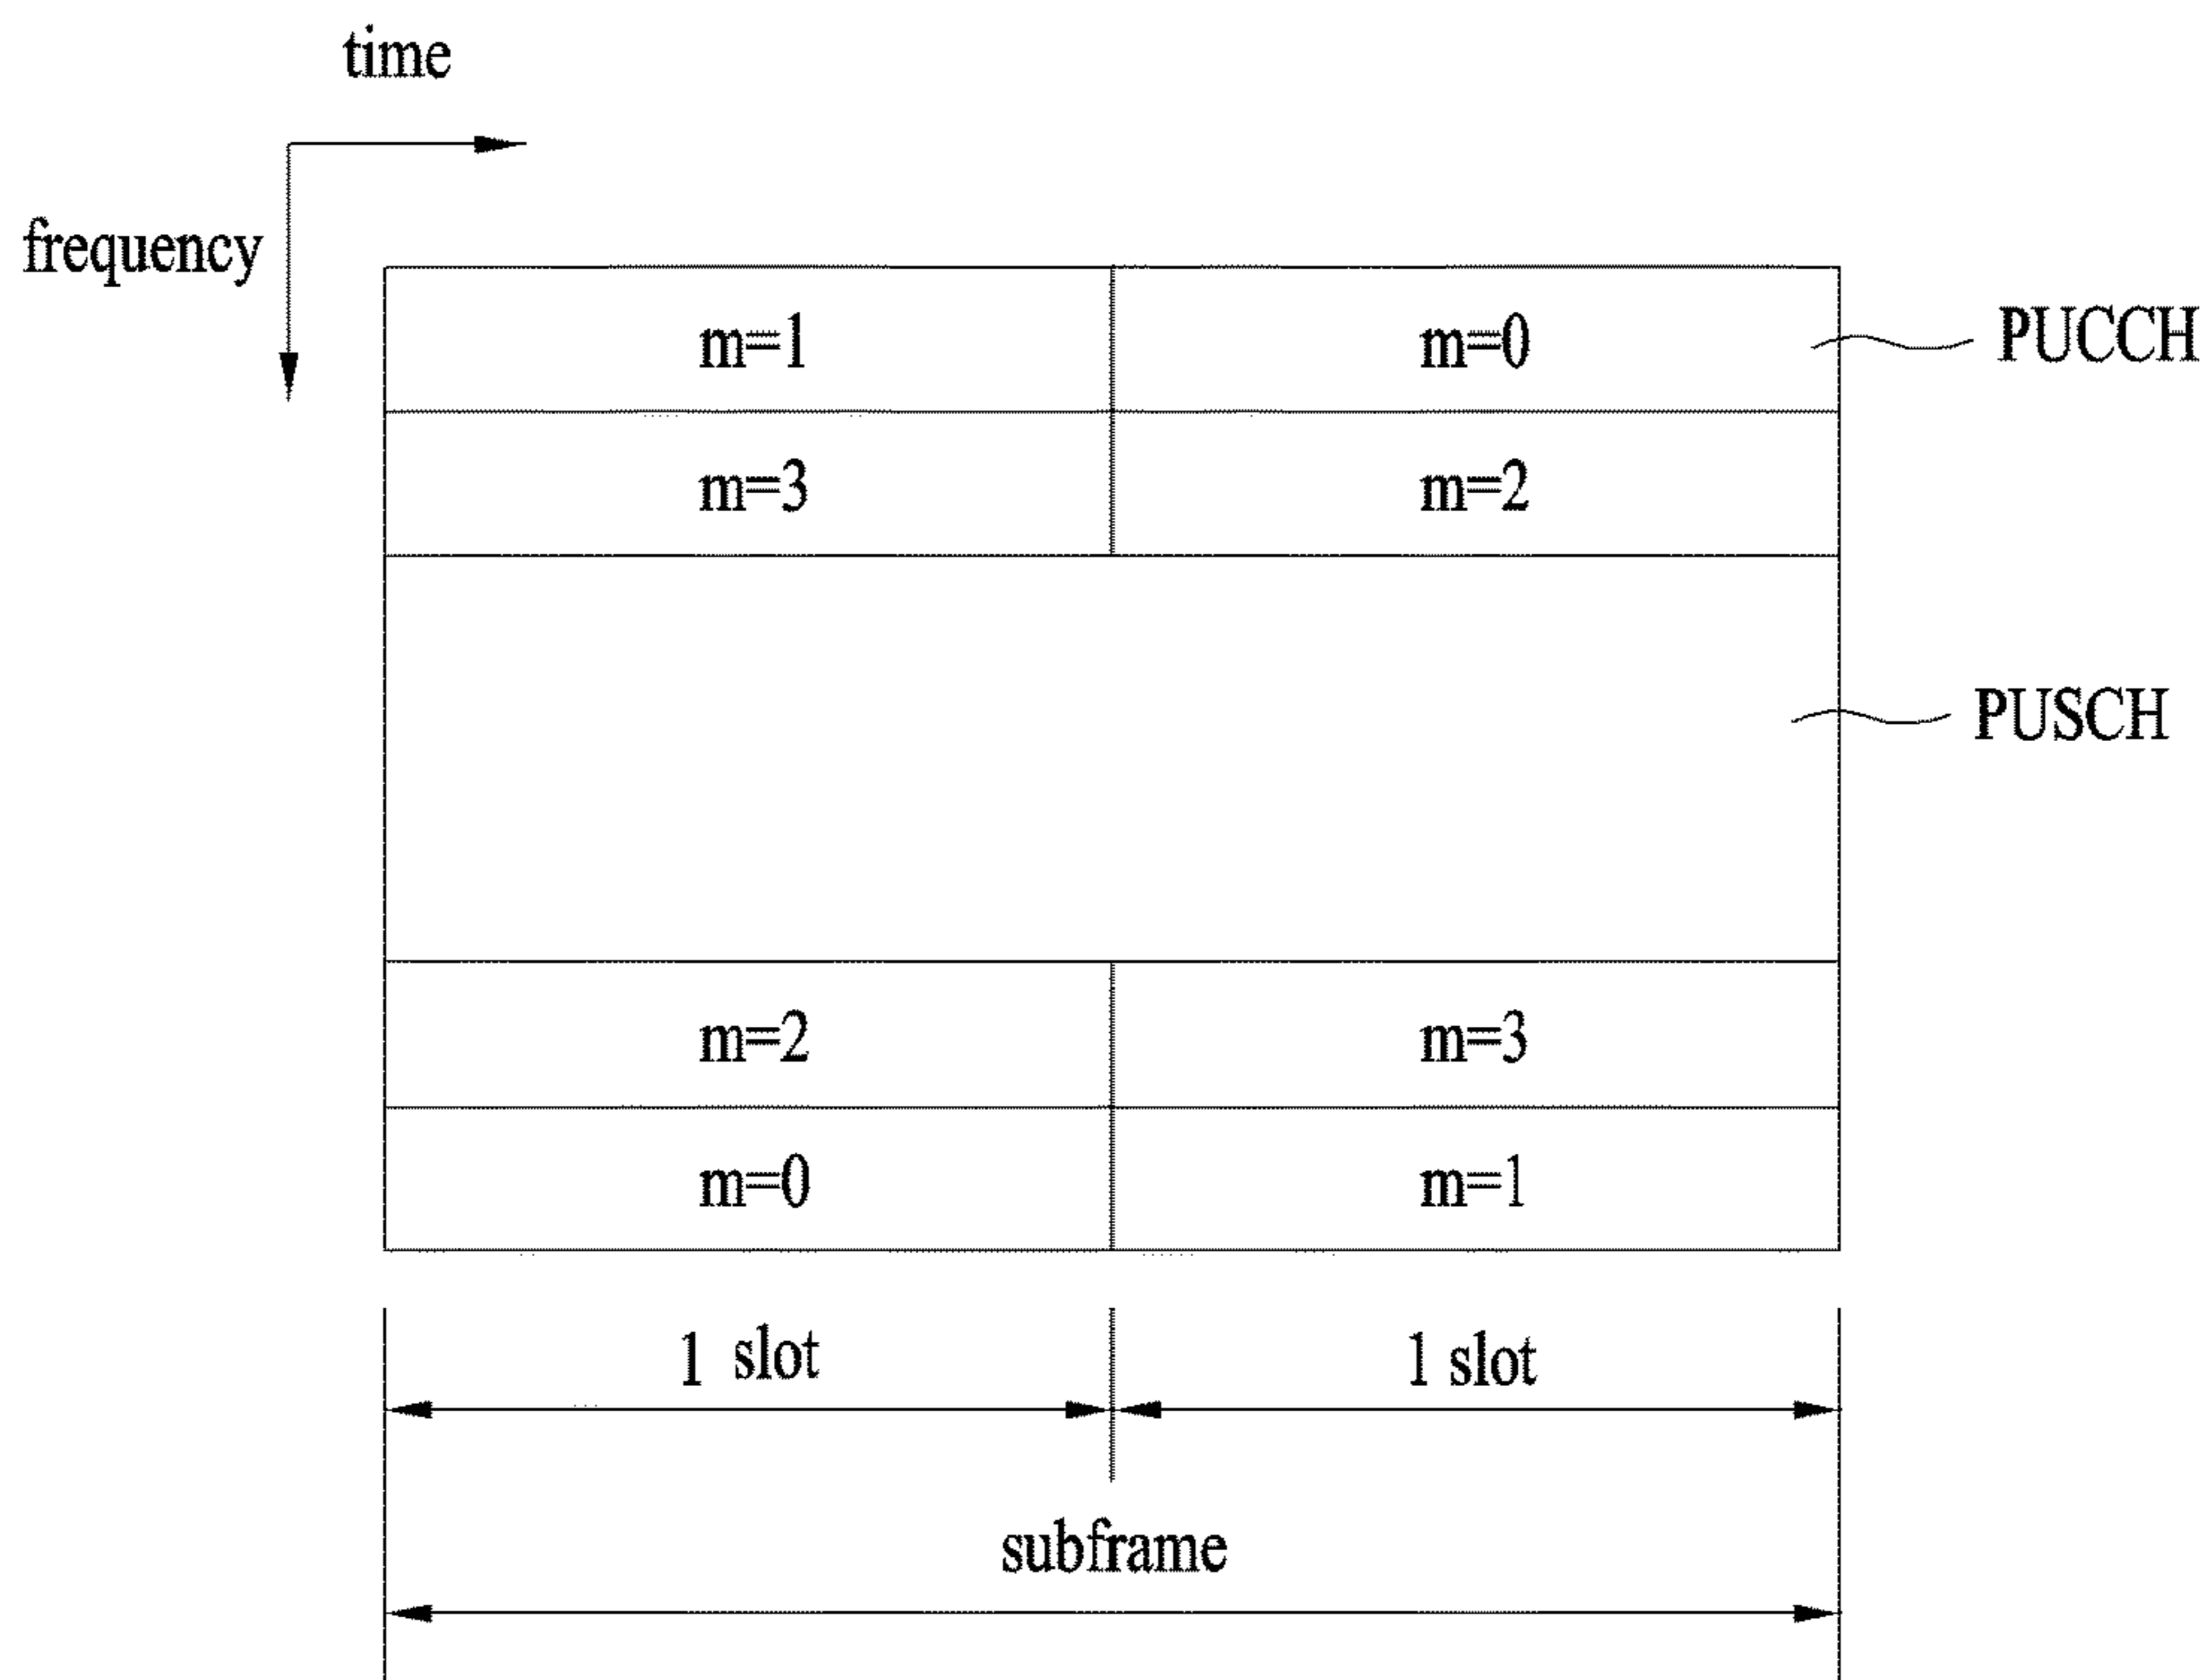 time
frequency
m=1 m=0 PUCCH
m=3 m=2
PUSCH
m=2 m=3
m=0 m=1
1 slot 1 slot
subframe